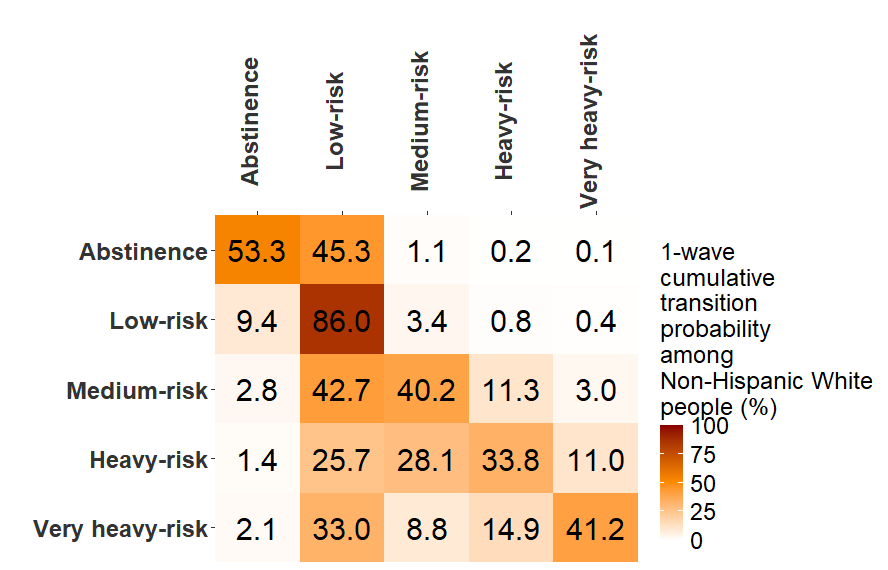 Abstinence Low-risk Medium-risk Heavy-risk Very heavy-risk
Abstinence 53.3 45.3 1.1 0.2 0.1
Low-risk 9.4 86.0 3.4 0.8 0.4
Medium-risk 2.8 42.7 40.2 11.3 3.0
Heavy-risk 1.4 25.7 28.1 33.8 11.0
Very heavy-risk 2.1 33.0 8.8 14.9 41.2
1-wave
cumulative
transition
probability
among
Non-Hispanic White
people (%)
100
75
50
25
0